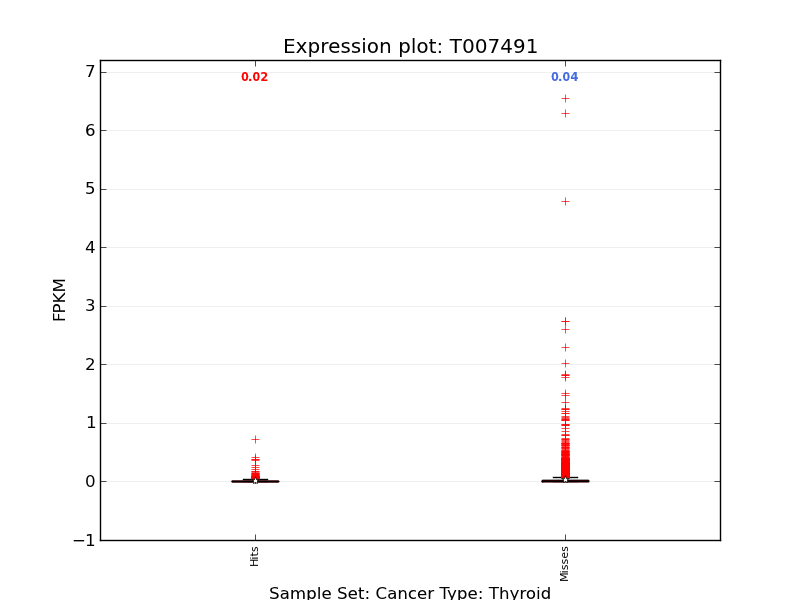 Expression plot: T007491
0.02 0.04
7
6
5
4
3
2
1
0
−1
FPKM
Hits Misses
Sample Set: Cancer Type: Thyroid